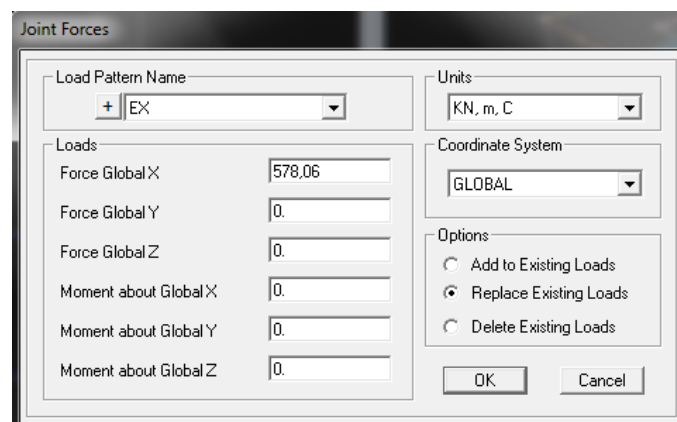 Joint Forces
Load Pattern Name
+ EX
Units
KN, m, C
Loads
Force Global X 578,06
Force Global Y 0.
Force Global Z 0.
Moment about Global X 0.
Moment about Global Y 0.
Moment about Global Z 0.
Coordinate System
GLOBAL
Options
Add to Existing Loads
Replace Existing Loads
Delete Existing Loads
OK Cancel